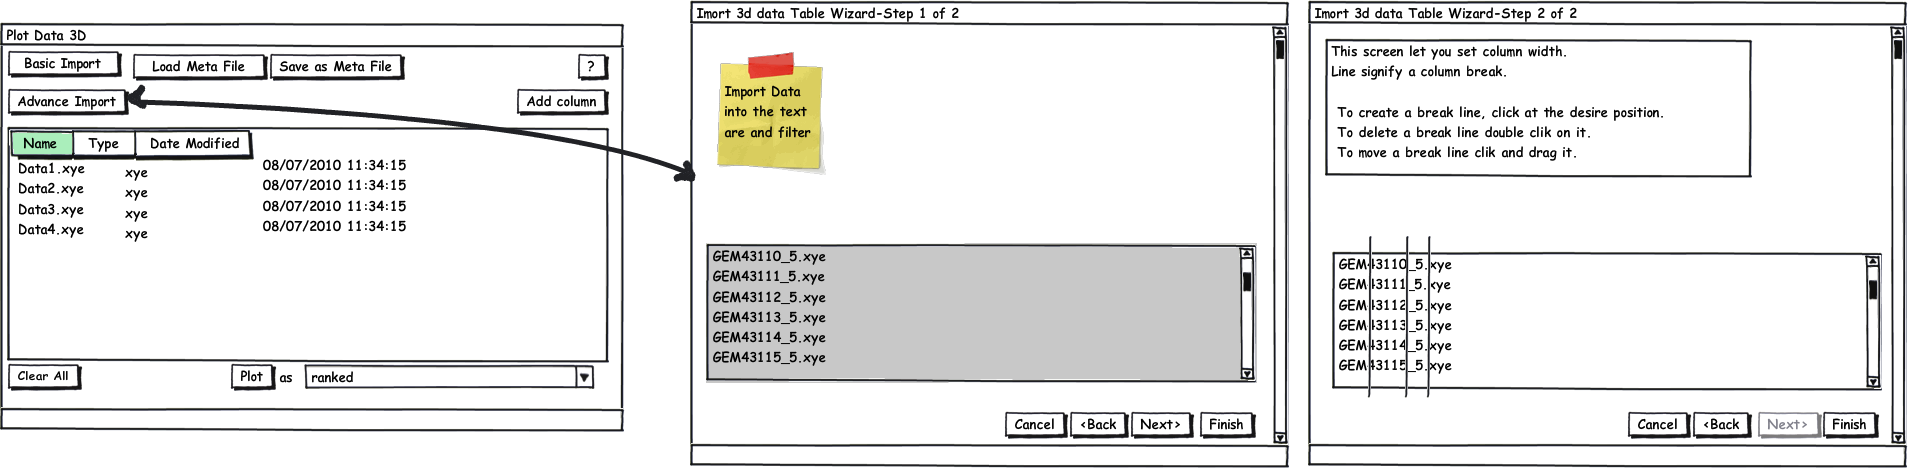 Plot Data 3D
Basic Import
Load Meta File
Save as Meta File
?
Advance Import
Add column
Name Type Date Modified
Data1.xye xye 08/07/2010 11:34:15
Data2.xye xye 08/07/2010 11:34:15
Data3.xye xye 08/07/2010 11:34:15
Data4.xye xye 08/07/2010 11:34:15
Clear All
Plot as ranked
Imort 3d data Table Wizard-Step 1 of 2
Import Data
into the text
are and filter
GEM43110_5.xye
GEM43111_5.xye
GEM43112_5.xye
GEM43113_5.xye
GEM43114_5.xye
GEM43115_5.xye
Cancel <Back Next> Finish
Imort 3d data Table Wizard-Step 2 of 2
This screen let you set column width.
Line signify a column break.
To create a break line, click at the desire position.
To delete a break line double clik on it.
To move a break line clik and drag it.
GEM43110_5.xye
GEM43111_5.xye
GEM43112_5.xye
GEM43113_5.xye
GEM43114_5.xye
GEM43115_5.xye
Cancel <Back Next> Finish